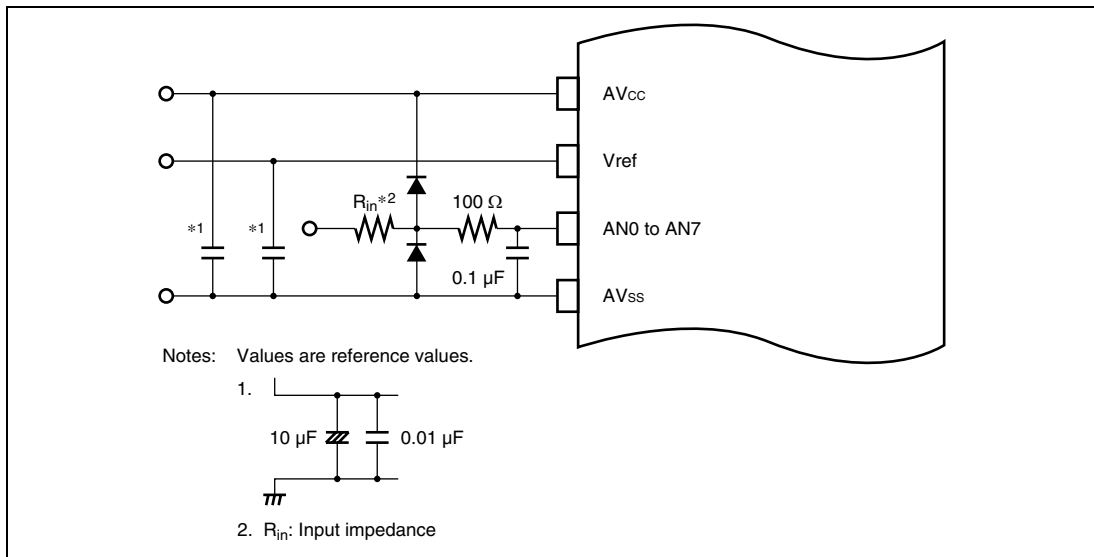 AVCC
Vref
Rin*2
100 Ω
*1
*1
AN0 to AN7
0.1 µF
AVSS
Notes: Values are reference values.
1.
10 µF
0.01 µF
2. Rin: Input impedance